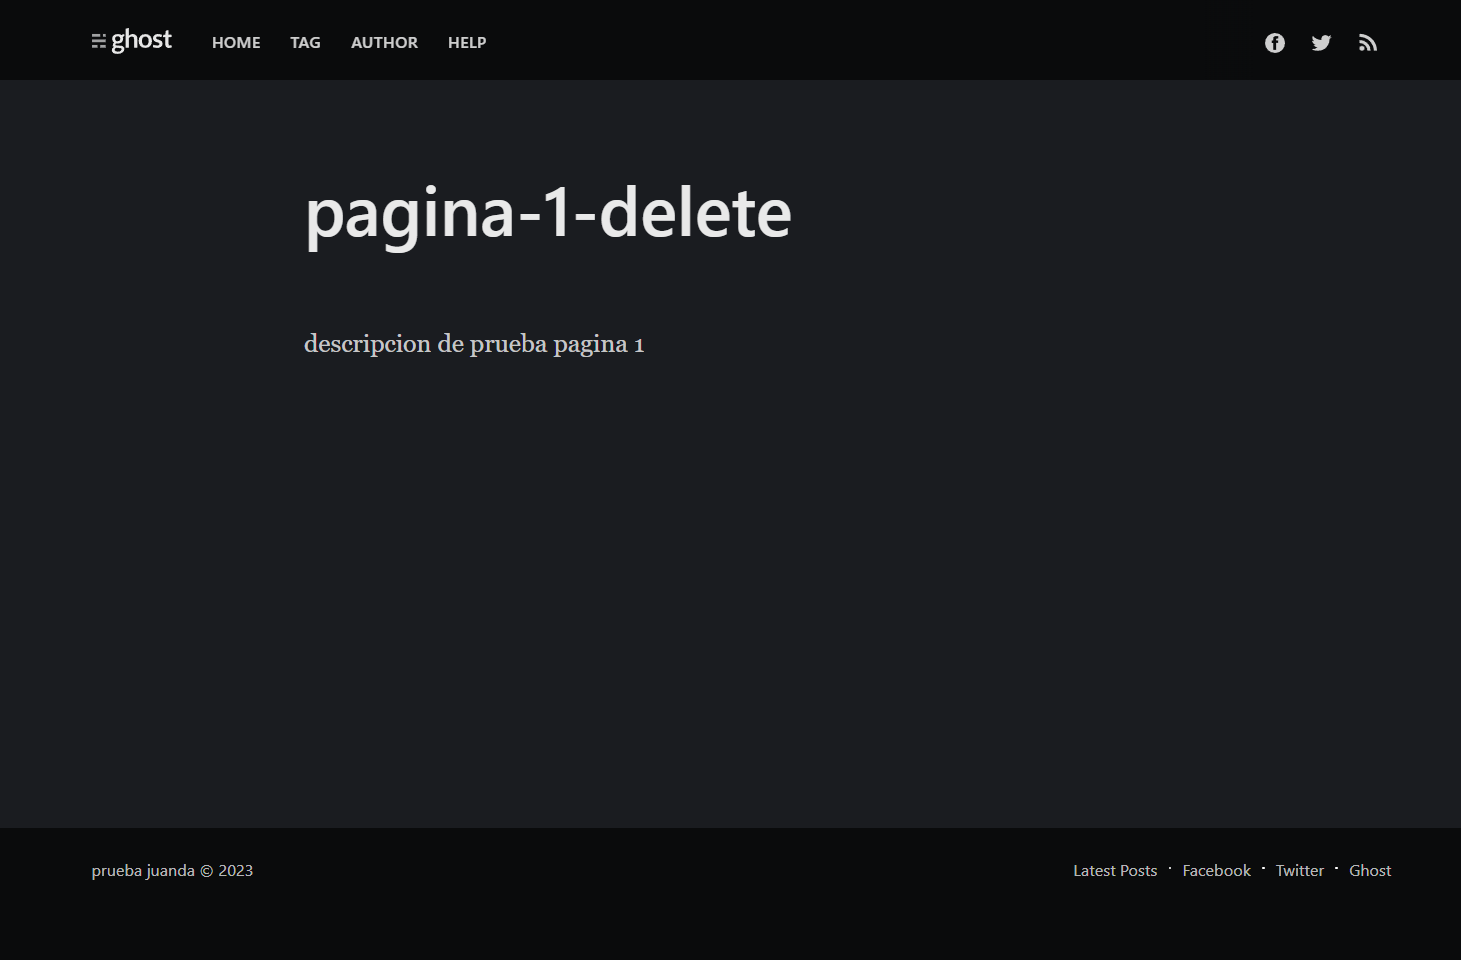 ghost HOME TAG AUTHOR HELP
pagina-1-delete
descripcion de prueba pagina 1
prueba juanda © 2023 Latest Posts · Facebook · Twitter · Ghost